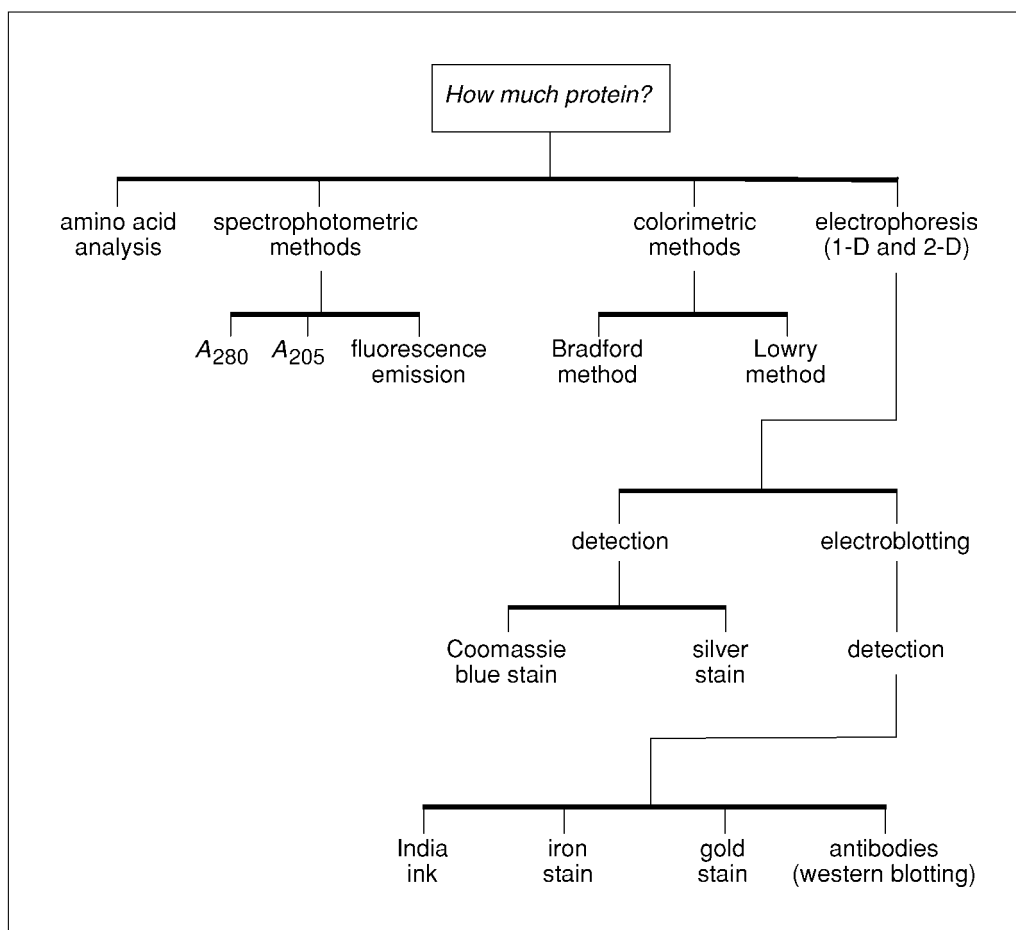 How much protein?
amino acid
analysis
spectrophotometric
methods
colorimetric
methods
electrophoresis
(1-D and 2-D)
A280
A205
fluorescence
emission
Bradford
method
Lowry
method
detection
electroblotting
Coomassie
blue stain
silver
stain
detection
India
ink
iron
stain
gold
stain
antibodies
(western blotting)